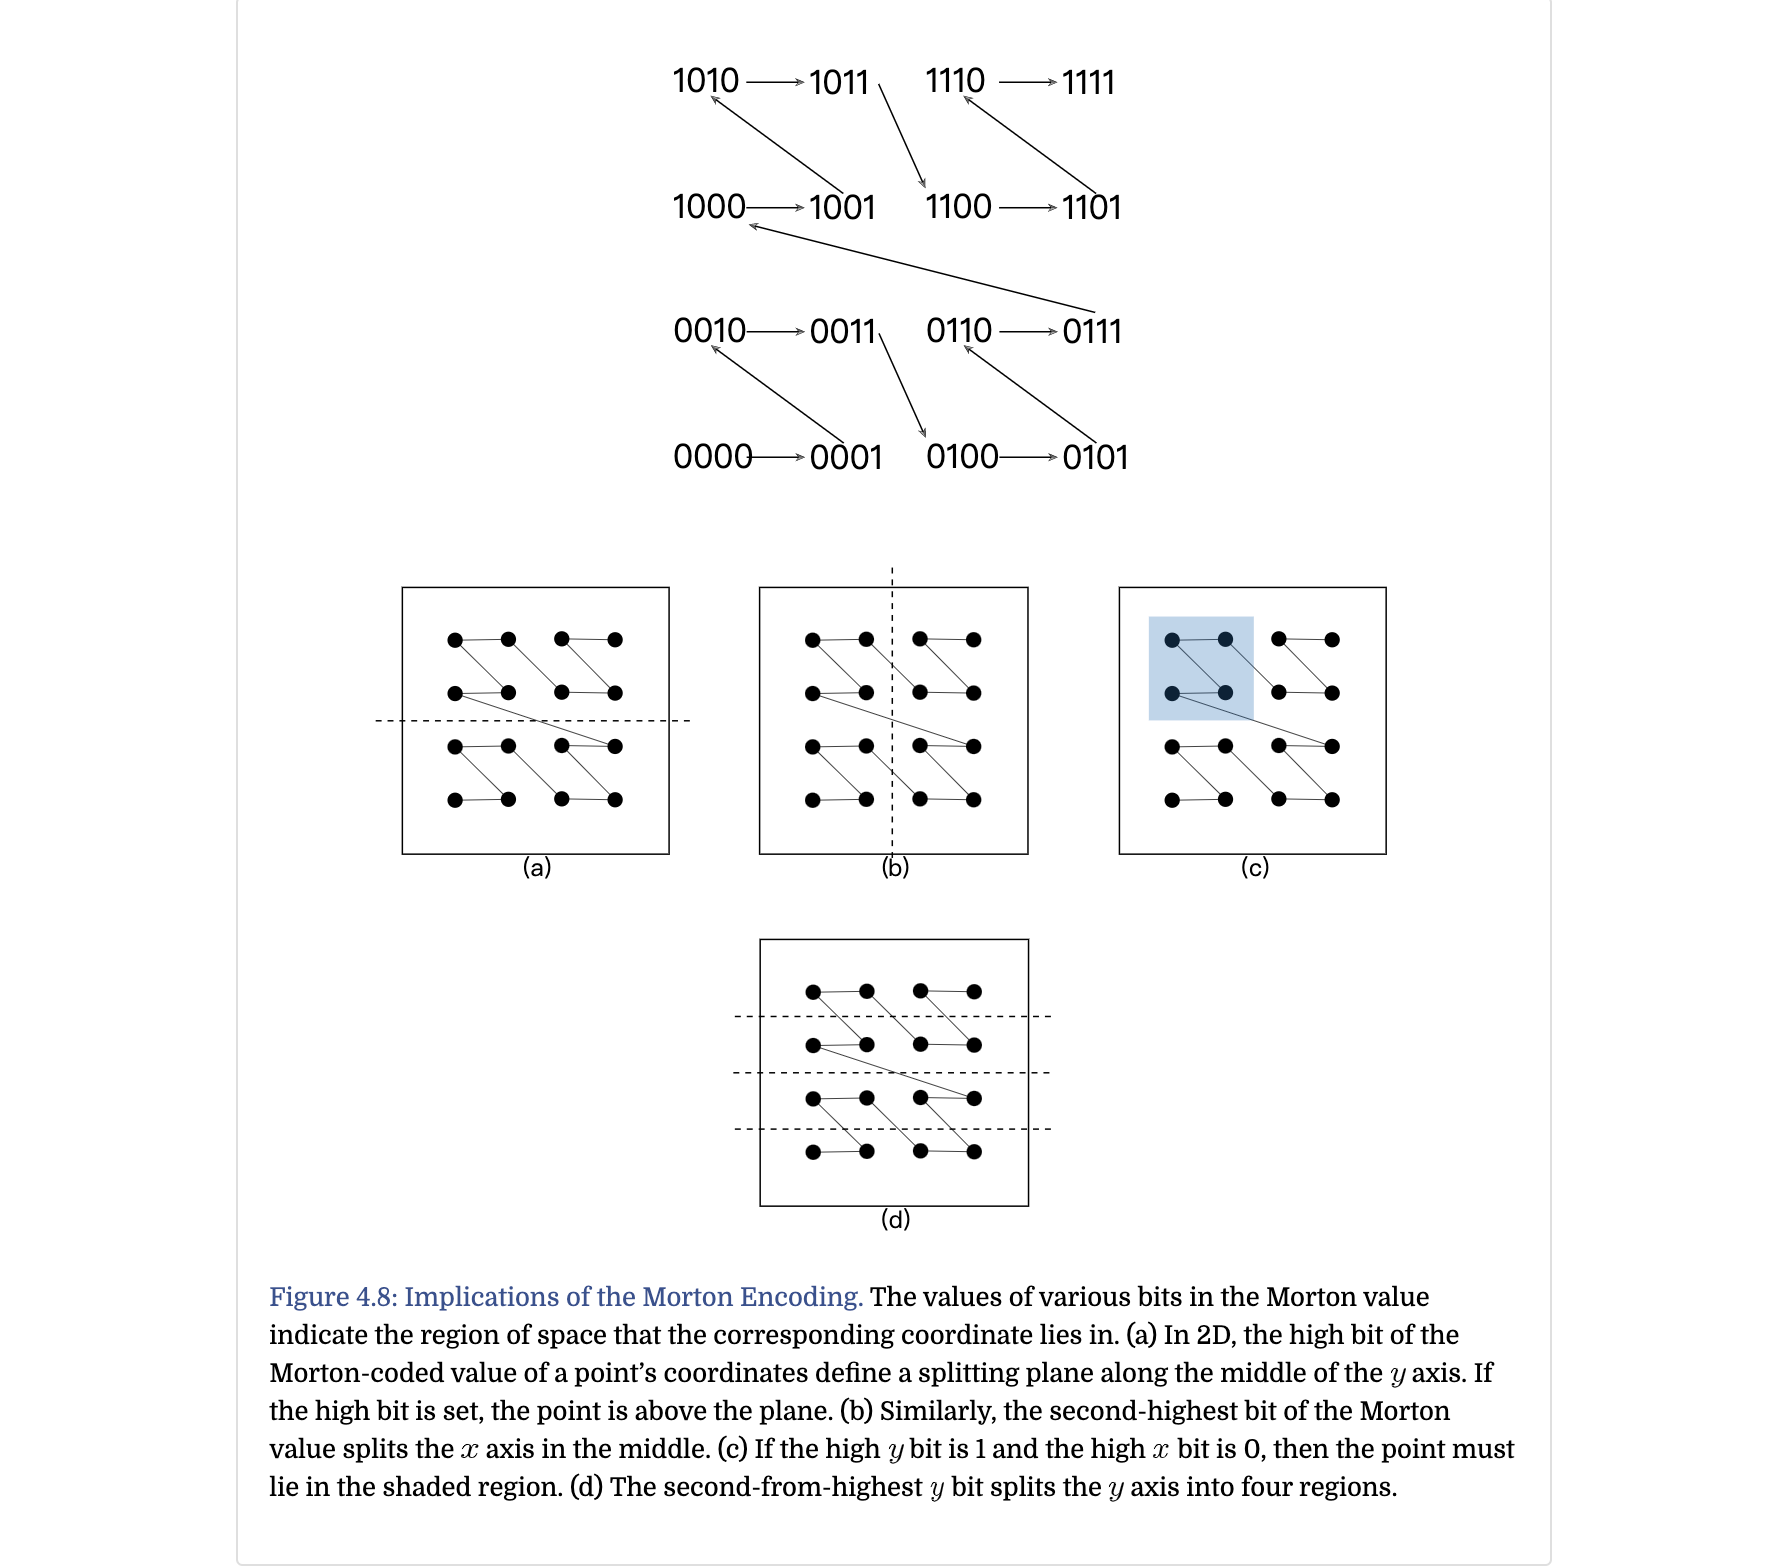 1010 1011 1110 1111
1000 1001 1100 1101
0010 0011 0110 0111
0000 0001 0100 0101
(a) (b) (c)
(d)
Figure 4.8: Implications of the Morton Encoding. The values of various bits in the Morton value
indicate the region of space that the corresponding coordinate lies in. (a) In 2D, the high bit of the
Morton-coded value of a point’s coordinates define a splitting plane along the middle of the y axis. If
the high bit is set, the point is above the plane. (b) Similarly, the second-highest bit of the Morton
value splits the x axis in the middle. (c) If the high y bit is 1 and the high x bit is 0, then the point must
lie in the shaded region. (d) The second-from-highest y bit splits the y axis into four regions.